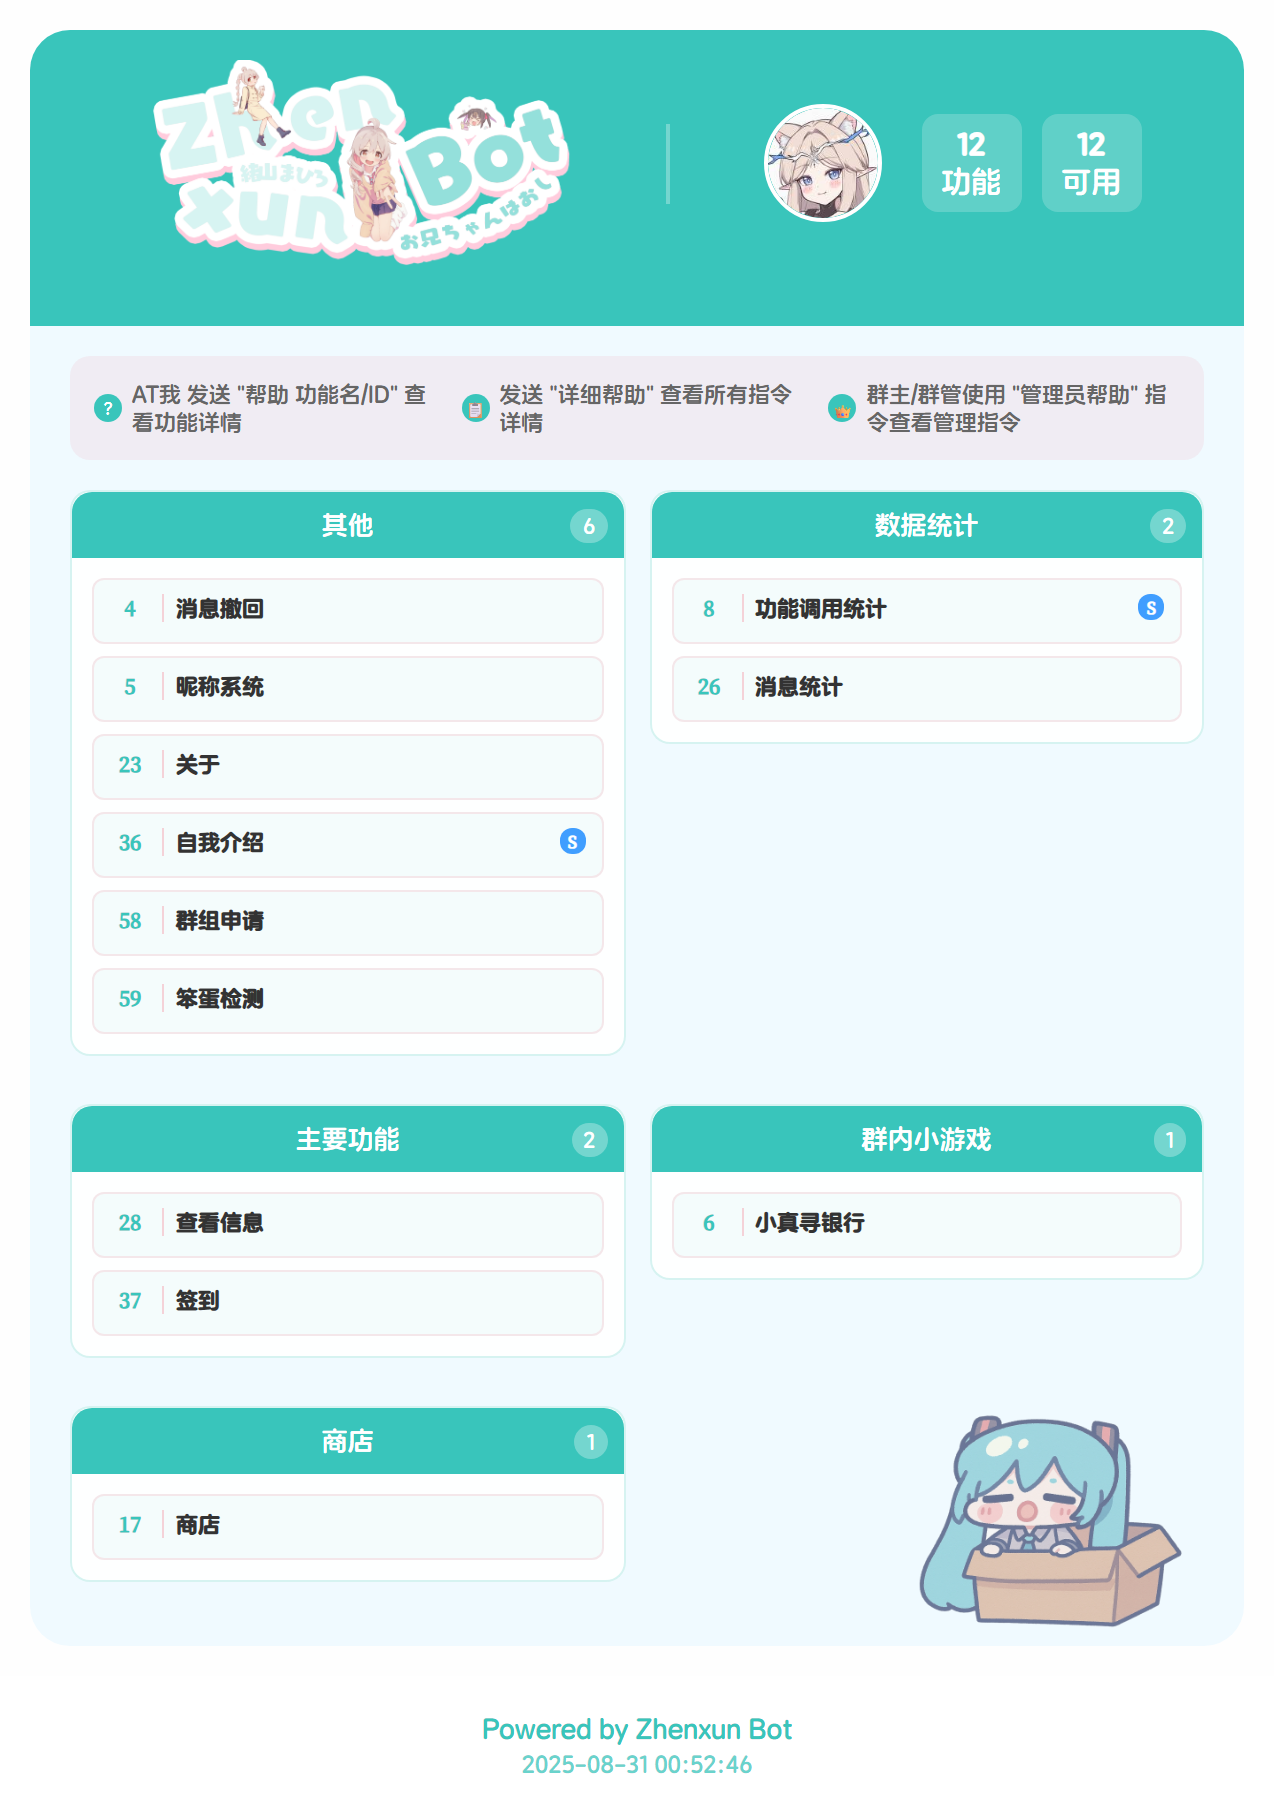 Zhen
xun
緒山まひろ
Bot
お兄ちゃんはおし
12
功能
12
可用
?
AT我 发送 "帮助 功能名/ID" 查
看功能详情
发送 "详细帮助" 查看所有指令
详情
群主/群管使用 "管理员帮助" 指
令查看管理指令
其他 6
4 消息撤回
5 昵称系统
23 关于
36 自我介绍 S
58 群组申请
59 笨蛋检测
数据统计 2
8 功能调用统计 S
26 消息统计
主要功能 2
28 查看信息
37 签到
群内小游戏 1
6 小真寻银行
商店 1
17 商店
Powered by Zhenxun Bot
2025-08-31 00:52:46